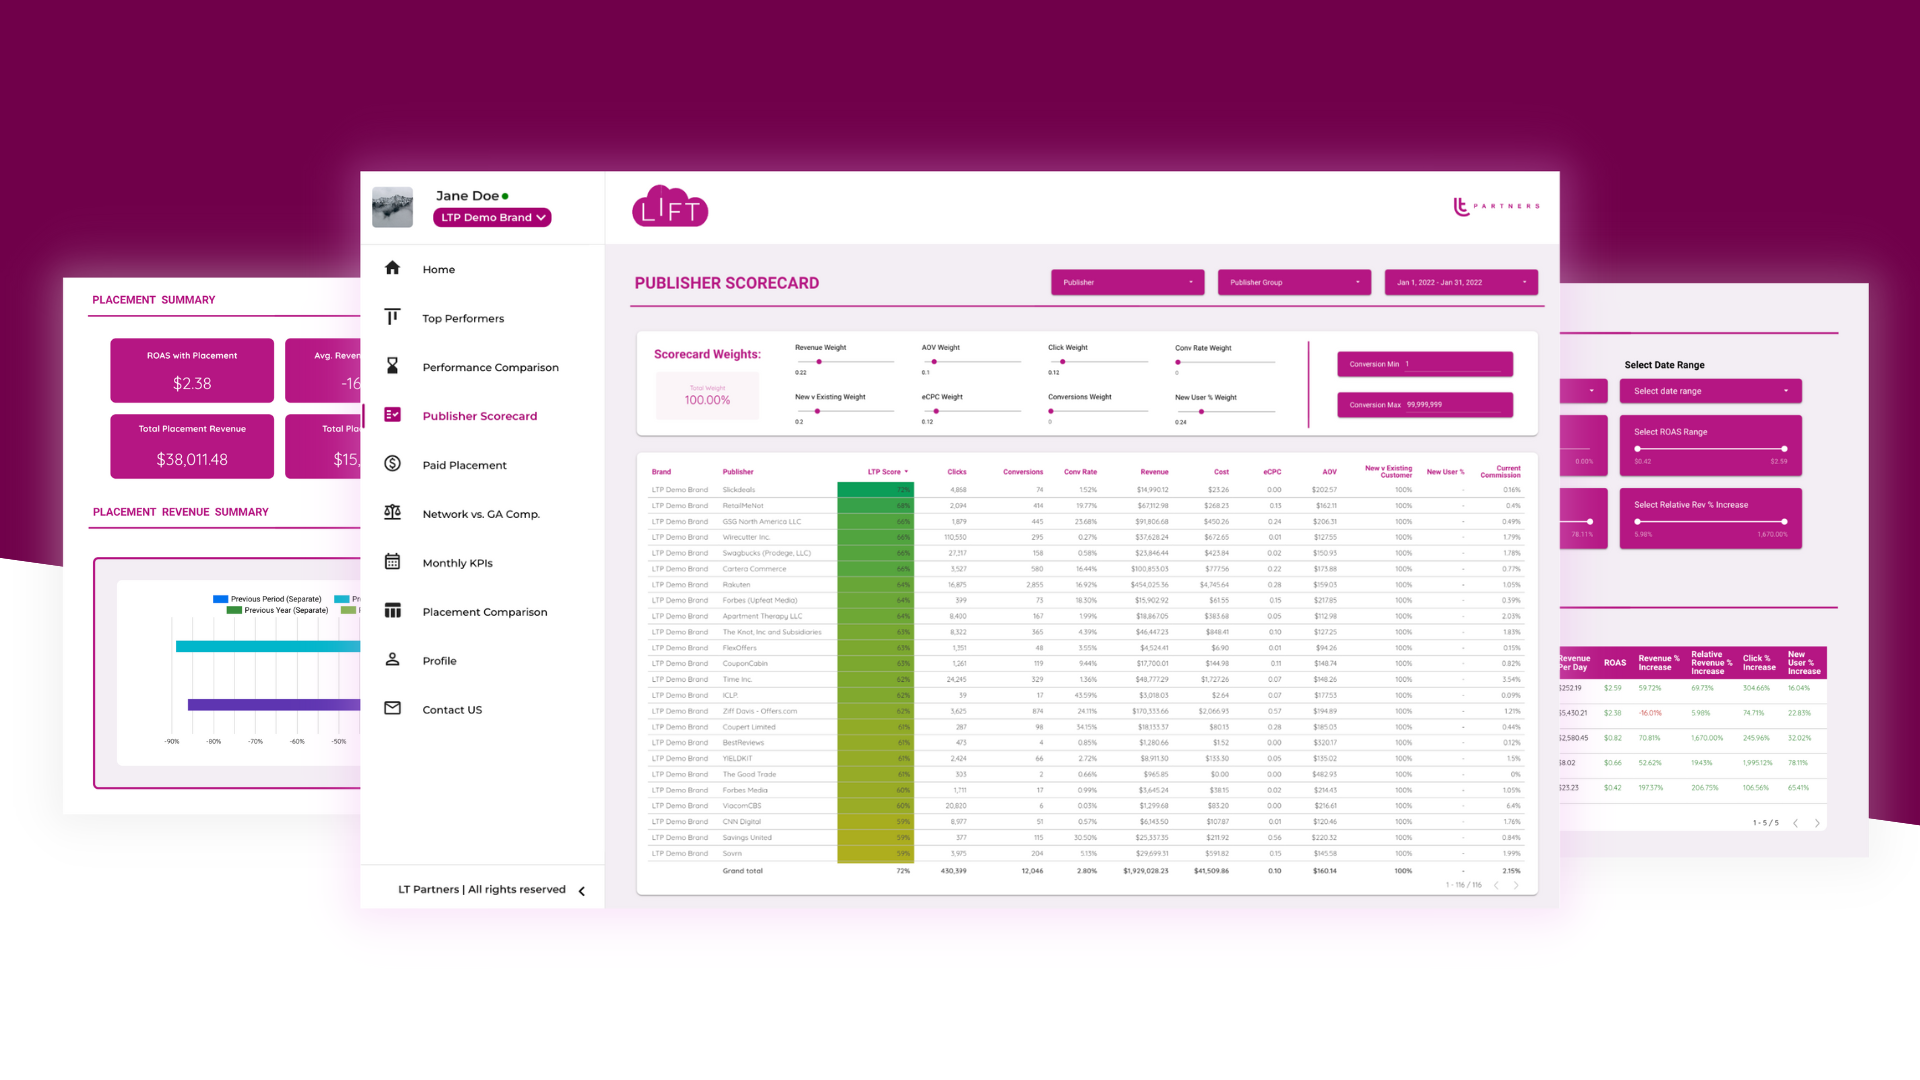 PLACEMENT SUMMARY
ROAS with Placement
$2.38
Avg. Reven
-16
Total Placement Revenue
$38,011.48
Total Pla
$15,
PLACEMENT REVENUE SUMMARY
Previous Period (Separate)
Previous Year (Separate)
-90% -80% -70% -60% -50%
Jane Doe
LTP Demo Brand
Home
Top Performers
Performance Comparison
Publisher Scorecard
Paid Placement
Network vs. GA Comp.
Monthly KPIs
Placement Comparison
Profile
Contact US
LT Partners | All rights reserved
LIFT
lt PARTNERS
PUBLISHER SCORECARD
Publisher
Publisher Group
Jan 1, 2022 - Jan 31, 2022
Scorecard Weights:
Total Weight
100.00%
Revenue Weight
0.22
AOV Weight
0.1
Click Weight
0.12
Conv Rate Weight
0
New v Existing Weight
0.2
eCPC Weight
0.12
Conversions Weight
0
New User % Weight
0.24
Conversion Min 1
Conversion Max 99,999,999
Brand Publisher LTP Score Clicks Conversions Conv Rate Revenue Cost eCPC AOV New v Existing Customer New User % Current Commission
LTP Demo Brand Slickdeals 72% 4,868 74 1.52% $14,990.12 $23.26 0.00 $202.57 100% - 0.16%
LTP Demo Brand RetailMeNot 68% 2,094 414 19.77% $67,112.98 $268.23 0.13 $162.11 100% - 0.4%
LTP Demo Brand GSG North America LLC 66% 1,879 445 23.68% $91,806.68 $450.26 0.24 $206.31 100% - 0.49%
LTP Demo Brand Wirecutter Inc. 66% 110,550 295 0.27% $37,628.24 $672.65 0.01 $127.55 100% - 1.79%
LTP Demo Brand Swagbucks (Prodege, LLC) 66% 27,317 158 0.58% $23,846.44 $423.84 0.02 $150.93 100% - 1.78%
LTP Demo Brand Cartera Commerce 66% 3,527 580 16.44% $100,853.03 $777.56 0.22 $173.88 100% - 0.77%
LTP Demo Brand Rakuten 64% 16,875 2,855 16.92% $454,025.36 $4,745.64 0.28 $159.03 100% - 1.05%
LTP Demo Brand Forbes (Upfeat Media) 64% 399 73 18.30% $15,902.92 $61.55 0.15 $217.85 100% - 0.39%
LTP Demo Brand Apartment Therapy LLC 64% 8,400 167 1.99% $18,867.05 $383.68 0.05 $112.98 100% - 2.03%
LTP Demo Brand The Knot, Inc and Subsidiaries 63% 8,322 365 4.39% $46,447.23 $848.41 0.10 $127.25 100% - 1.83%
LTP Demo Brand FlexOffers 63% 1,351 48 3.55% $4,524.41 $6.90 0.01 $94.26 100% - 0.15%
LTP Demo Brand CouponCabin 63% 1,261 119 9.44% $17,700.01 $144.98 0.11 $148.74 100% - 0.82%
LTP Demo Brand Time Inc. 62% 24,245 329 1.36% $48,777.29 $1,727.26 0.07 $148.26 100% - 3.54%
LTP Demo Brand ICLP. 62% 39 17 43.59% $3,018.03 $2.64 0.07 $177.53 100% - 0.09%
LTP Demo Brand Ziff Davis - Offers.com 62% 3,625 874 24.11% $170,333.66 $2,066.93 0.57 $194.89 100% - 1.21%
LTP Demo Brand Coupert Limited 61% 287 98 34.15% $18,133.37 $80.13 0.28 $185.03 100% - 0.44%
LTP Demo Brand BestReviews 61% 473 4 0.85% $1,280.66 $1.52 0.00 $320.17 100% - 0.12%
LTP Demo Brand YIELDKIT 61% 2,424 66 2.72% $8,911.30 $133.30 0.05 $135.02 100% - 1.5%
LTP Demo Brand The Good Trade 61% 303 2 0.66% $965.85 $0.00 0.00 $482.93 100% - 0%
LTP Demo Brand Forbes Media 60% 1,711 17 0.99% $3,645.24 $38.15 0.02 $214.43 100% - 1.05%
LTP Demo Brand ViacomCBS 60% 20,820 6 0.03% $1,299.68 $83.20 0.00 $216.61 100% - 6.4%
LTP Demo Brand CNN Digital 59% 8,977 51 0.57% $6,143.50 $107.87 0.01 $120.46 100% - 1.76%
LTP Demo Brand Savings United 59% 377 115 30.50% $25,337.35 $211.92 0.56 $220.32 100% - 0.84%
LTP Demo Brand Sovrn 59% 3,975 204 5.13% $29,699.31 $591.82 0.15 $145.58 100% - 1.99%
Grand total 72% 430,399 12,046 2.80% $1,929,028.23 $41,509.86 0.10 $160.14 100% - 2.15%
1 - 116 / 116
Select Date Range
Select date range
0.00%
Select ROAS Range
$0.42 $2.59
78.11%
Select Relative Rev % Increase
5.98% 1,670.00%
Revenue Per Day ROAS Revenue % Increase Relative Revenue % Increase Click % Increase New User % Increase
$252.19 $2.59 59.72% 69.73% 304.66% 16.04%
$5,430.21 $2.38 -16.01% 5.98% 74.71% 22.83%
$2,580.45 $0.82 70.81% 1,670.00% 245.96% 32.02%
$8.02 $0.66 52.62% 19.43% 1,995.12% 78.11%
$23.23 $0.42 197.37% 206.75% 106.56% 65.41%
1 - 5 / 5